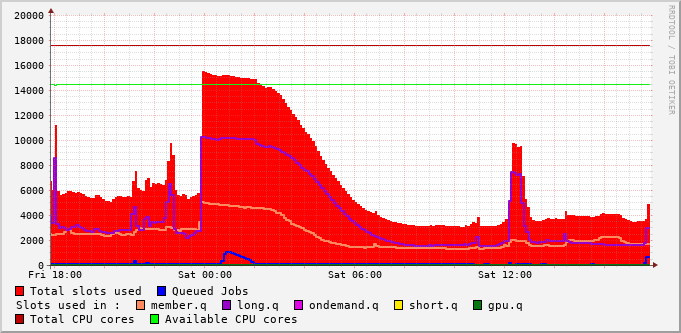 20000
18000
16000
14000
12000
10000
8000
6000
4000
2000
0
Fri 18:00 Sat 00:00 Sat 06:00 Sat 12:00
Total slots used Queued Jobs
Slots used in : member.q long.q ondemand.q short.q gpu.q
Total CPU cores Available CPU cores
RRDTOOL / TOBI OETIKER